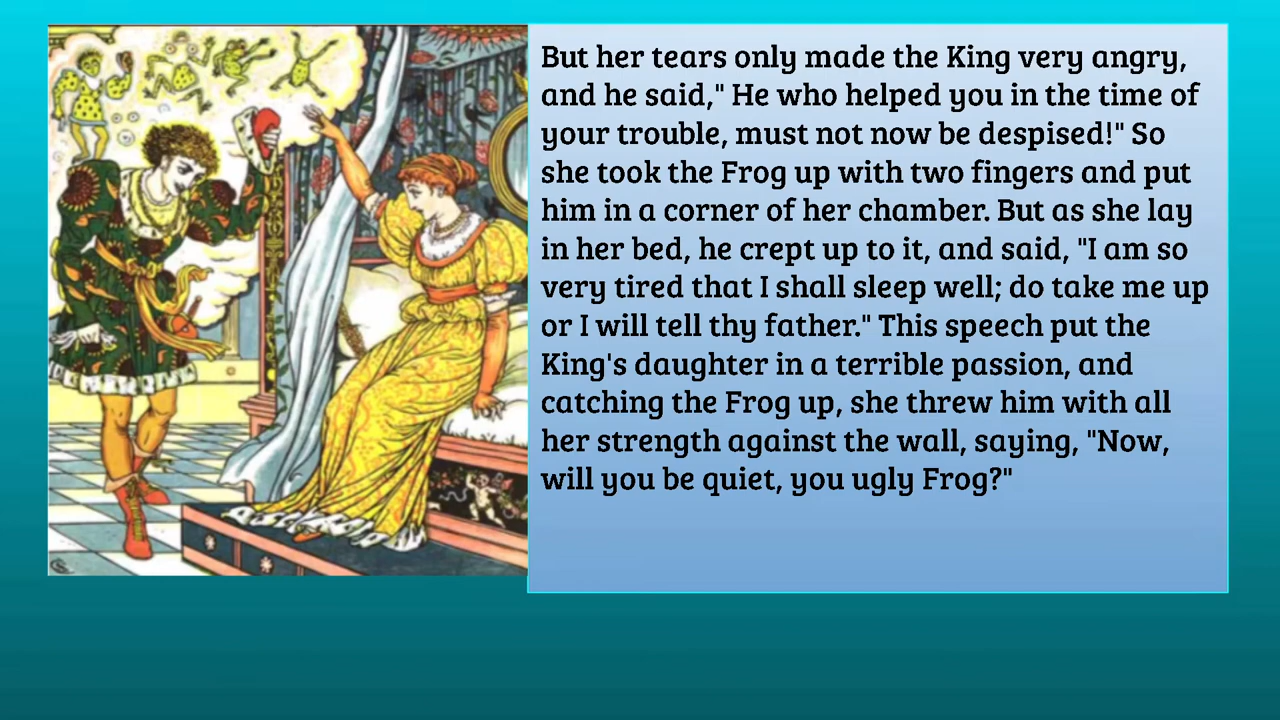 But her tears only made the King very angry,
and he said," He who helped you in the time of
your trouble, must not now be despised!" So
she took the Frog up with two fingers and put
him in a corner of her chamber. But as she lay
in her bed, he crept up to it, and said, "I am so
very tired that I shall sleep well; do take me up
or I will tell thy father." This speech put the
King's daughter in a terrible passion, and
catching the Frog up, she threw him with all
her strength against the wall, saying, "Now,
will you be quiet, you ugly Frog?"